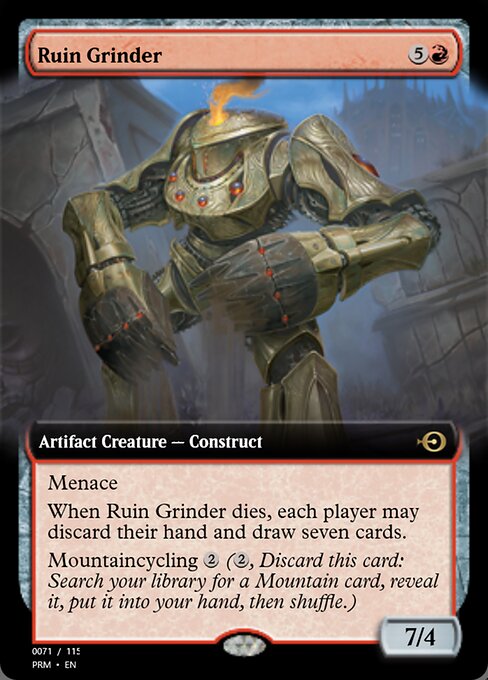 Ruin Grinder 5
Artifact Creature — Construct
Menace
When Ruin Grinder dies, each player may
discard their hand and draw seven cards.
Mountaincycling 2 (2, Discard this card:
Search your library for a Mountain card, reveal
it, put it into your hand, then shuffle.)
7/4
0071 / 115
PRM • EN